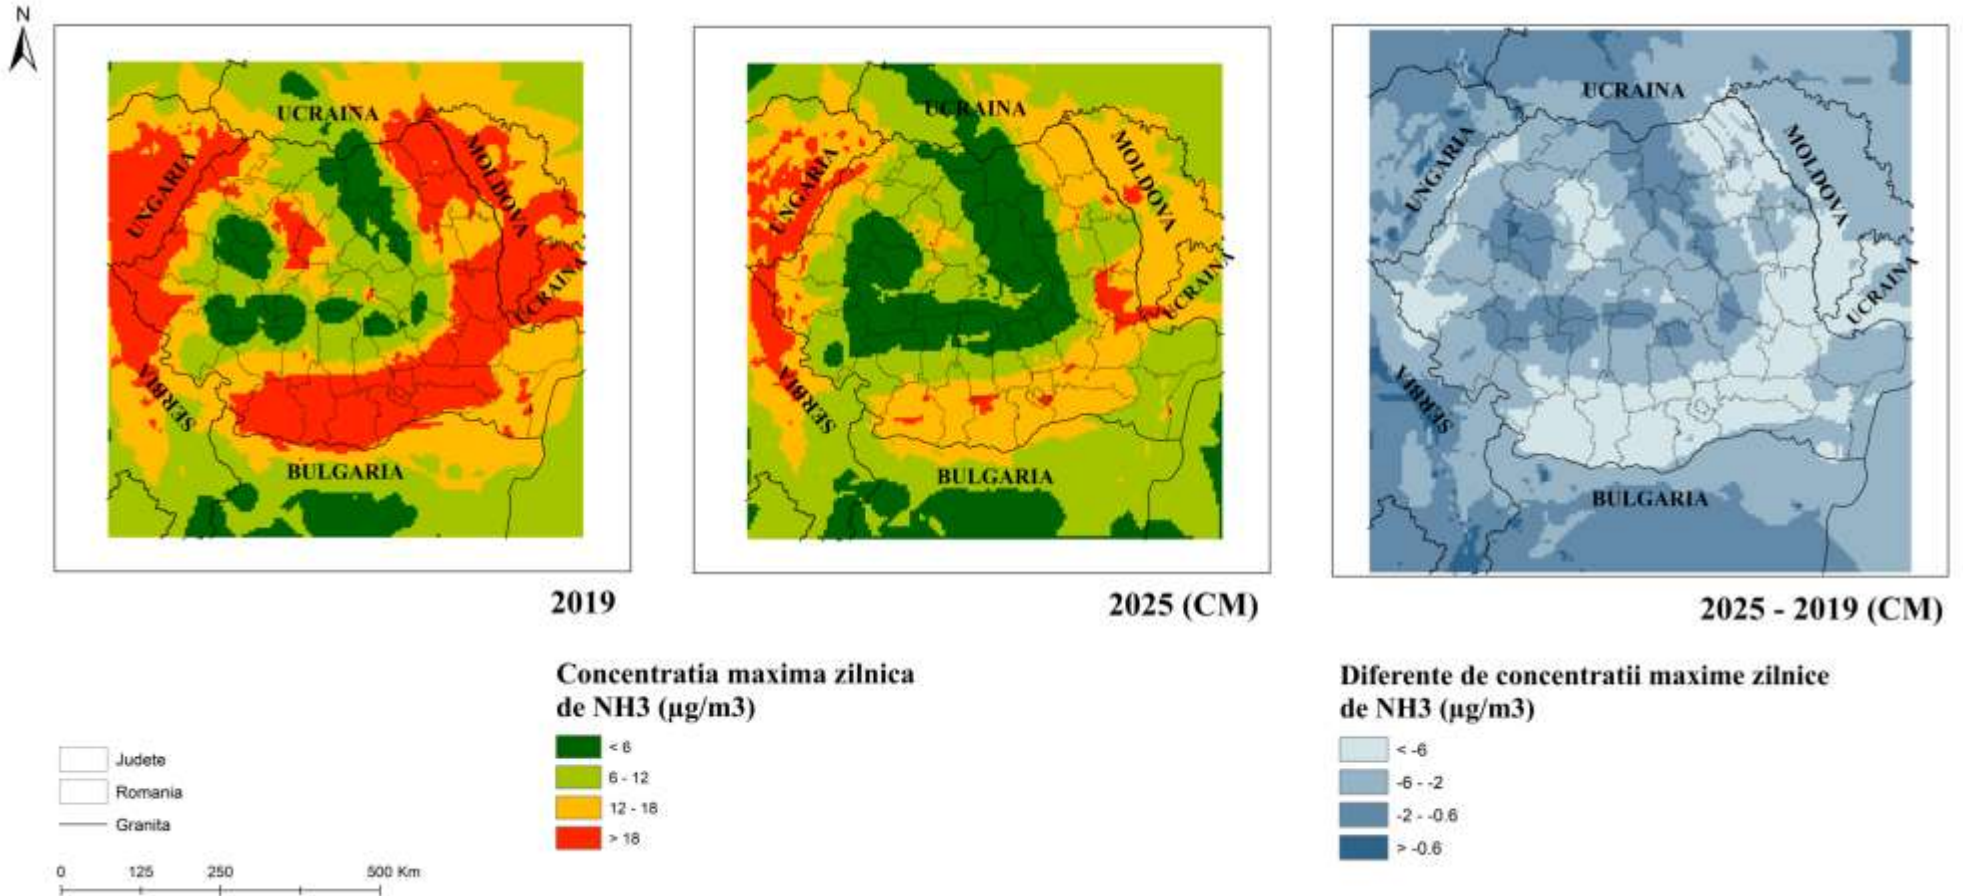 N
UCRAINA
UNGARIA
MOLDOVA
UCRAINA
SERBIA
BULGARIA
2019
UCRAINA
UNGARIA
MOLDOVA
UCRAINA
SERBIA
BULGARIA
2025 (CM)
UCRAINA
UNGARIA
MOLDOVA
UCRAINA
SERBIA
BULGARIA
2025 - 2019 (CM)
Judete
Romania
Granita
0 125 250 500 Km
Concentratia maxima zilnica
de NH3 (µg/m3)
< 6
6 - 12
12 - 18
> 18
Diferente de concentratii maxime zilnice
de NH3 (µg/m3)
< -6
-6 - -2
-2 - -0.6
> -0.6